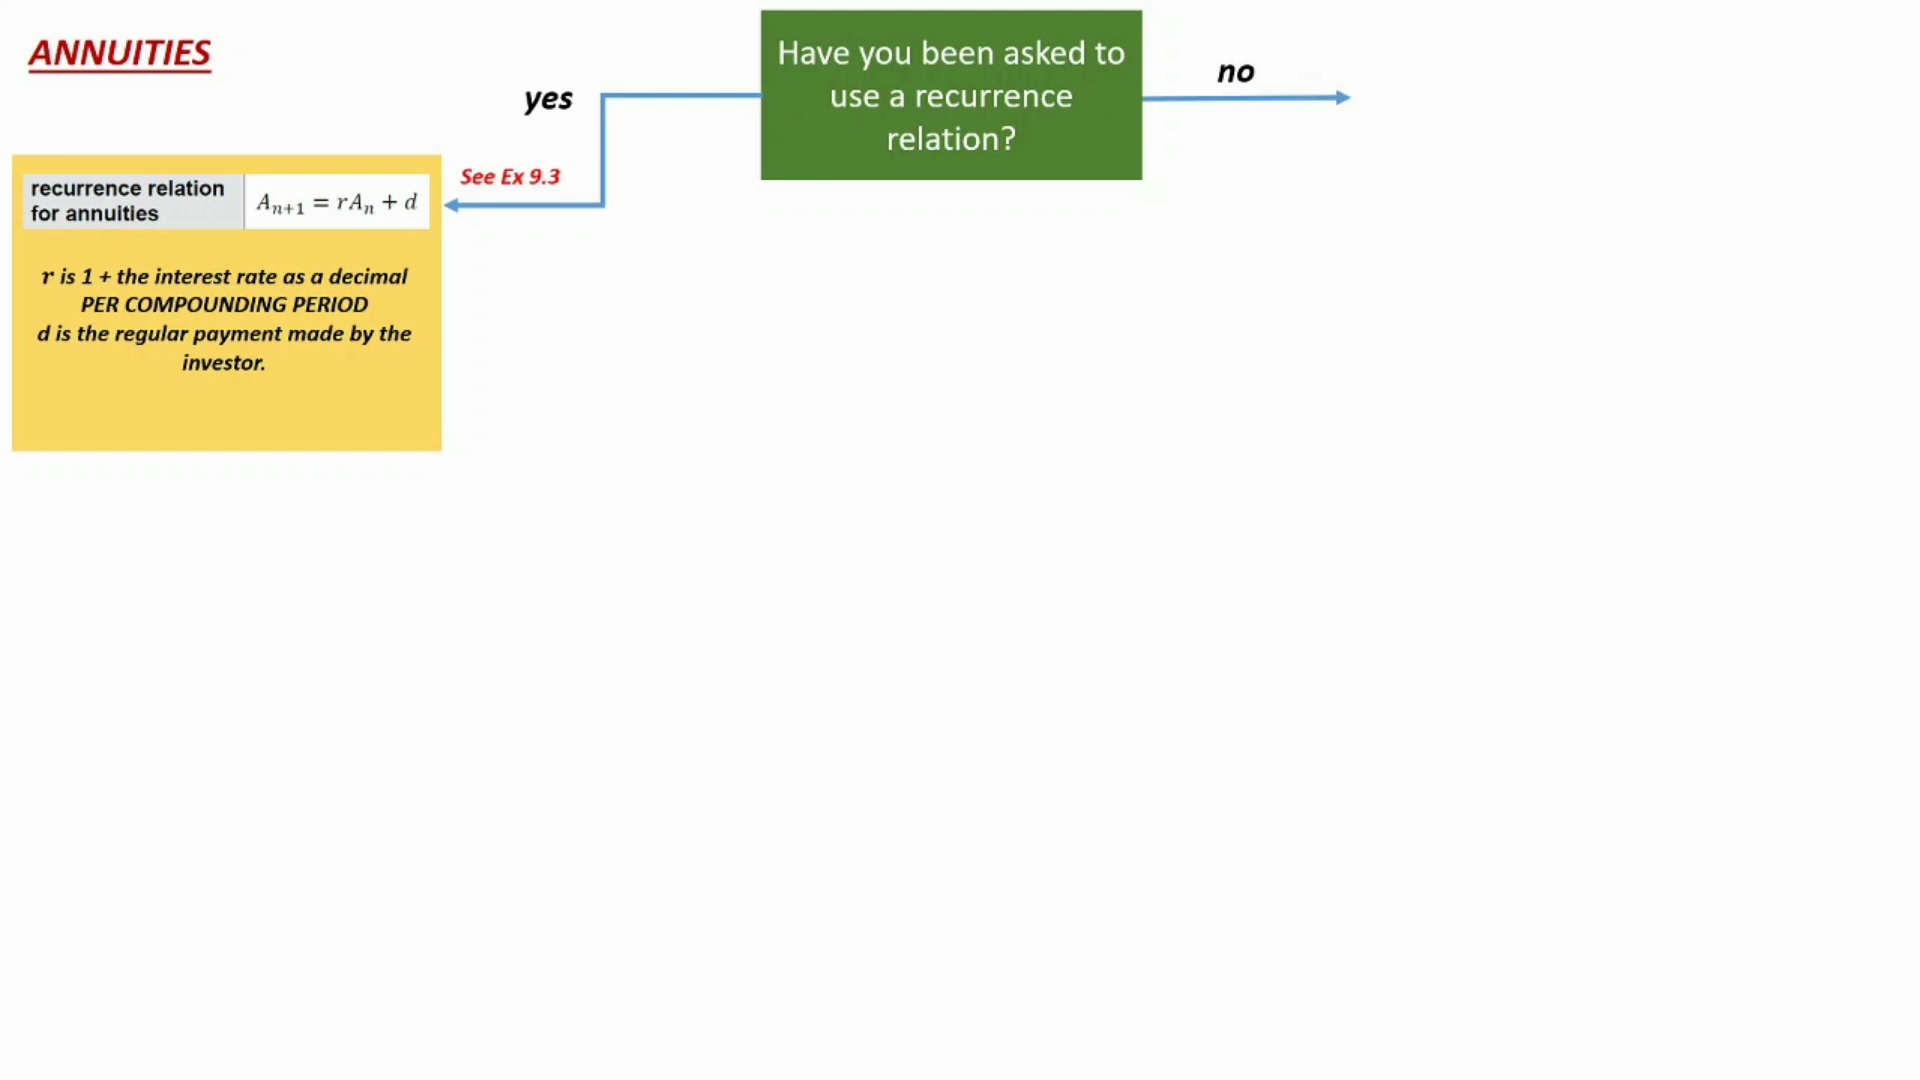 ANNUITIES
Have you been asked to
use a recurrence
relation?
yes
no
See Ex 9.3
recurrence relation
for annuities
$A_{n+1} = rA_n + d$
r is 1 + the interest rate as a decimal
PER COMPOUNDING PERIOD
d is the regular payment made by the
investor.